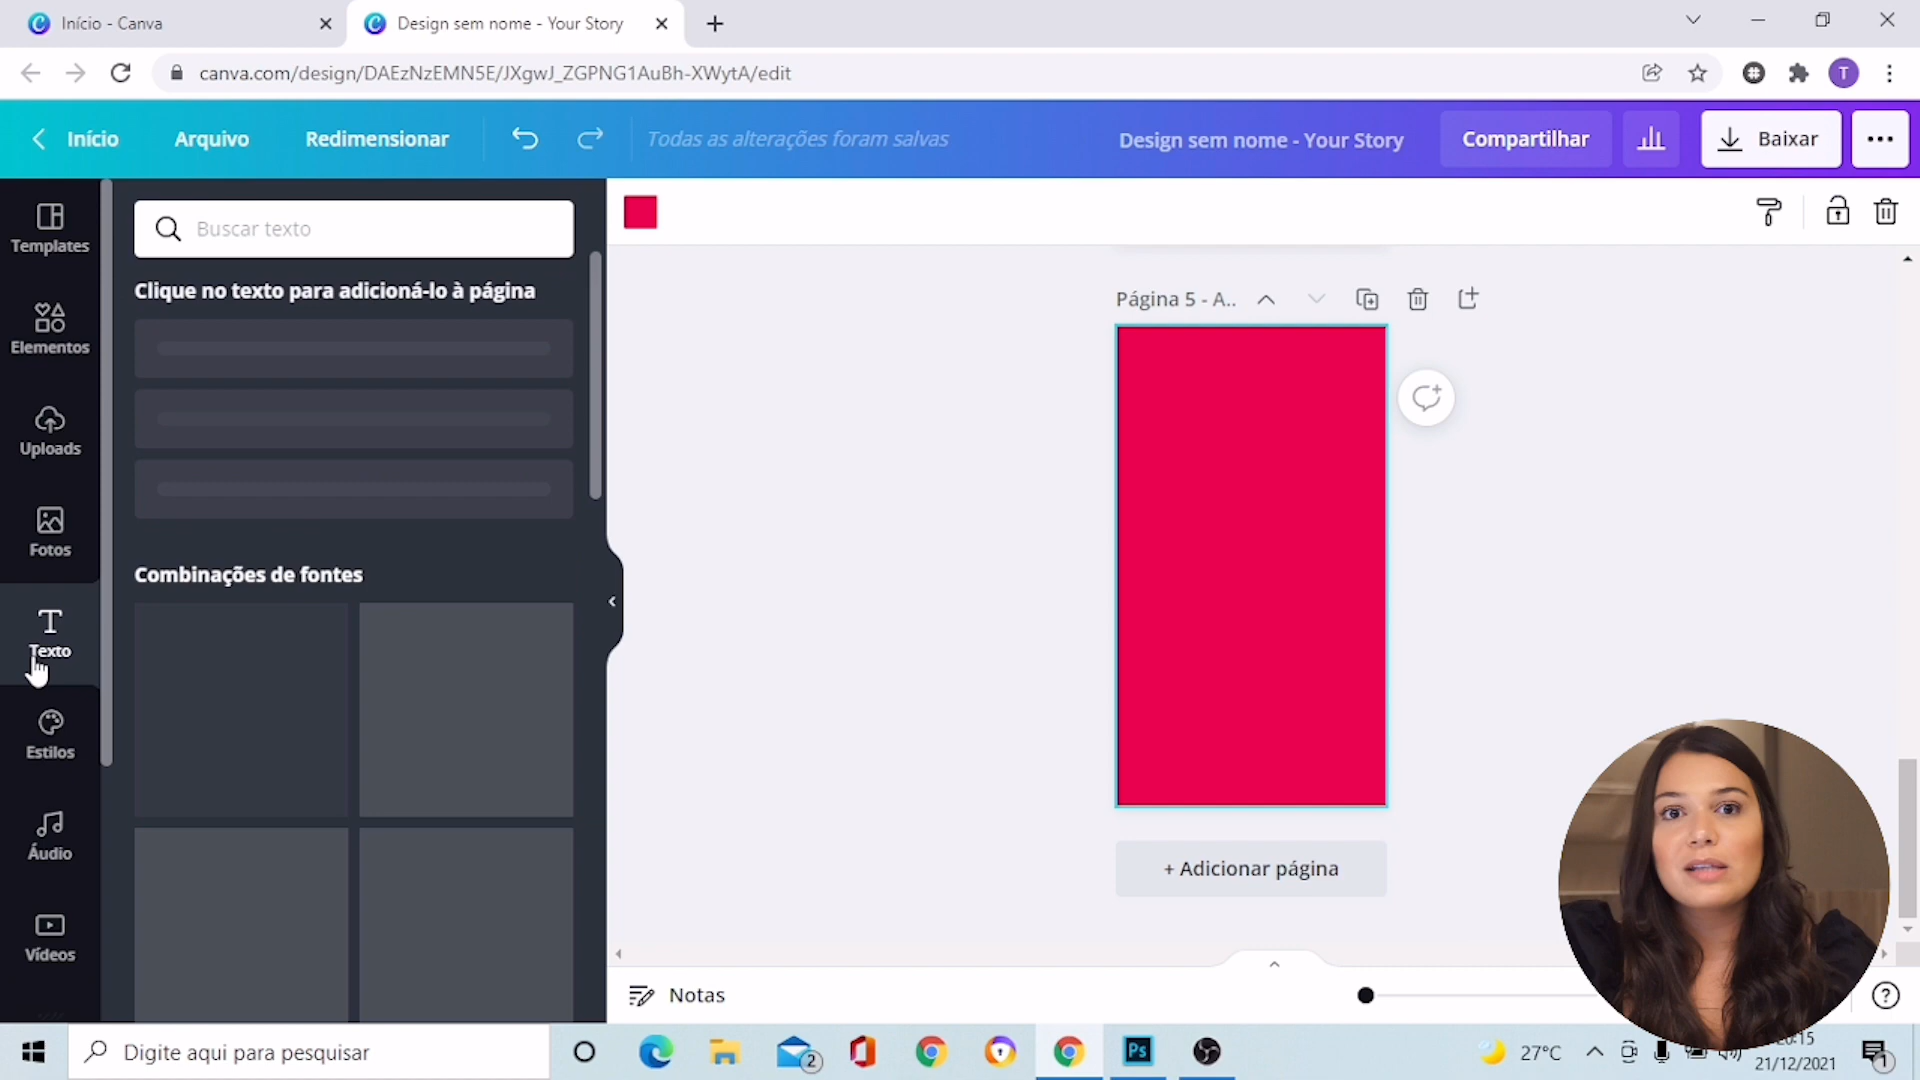 Início - Canva
Design sem nome - Your Story
canva.com/design/DAEzNzEMN5E/JXgwJ_ZGPNG1AuBh-XWytA/edit
T
Início
Arquivo
Redimensionar
Todas as alterações foram salvas
Design sem nome - Your Story
Compartilhar
Baixar
Templates
Elementos
Uploads
Fotos
Texto
Estilos
Áudio
Vídeos
Buscar texto
Clique no texto para adicioná-lo à página
Combinações de fontes
Página 5 - A..
+ Adicionar página
Notas
Digite aqui para pesquisar
2
Ps
27°C
21/12/2021
1